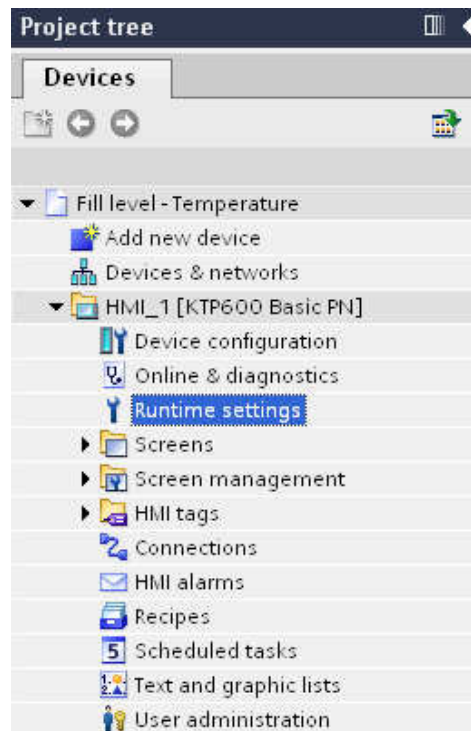 Project tree
Devices
Fill level - Temperature
Add new device
Devices & networks
HMI_1 [KTP600 Basic PN]
Device configuration
Online & diagnostics
Runtime settings
Screens
Screen management
HMI tags
Connections
HMI alarms
Recipes
Scheduled tasks
Text and graphic lists
User administration